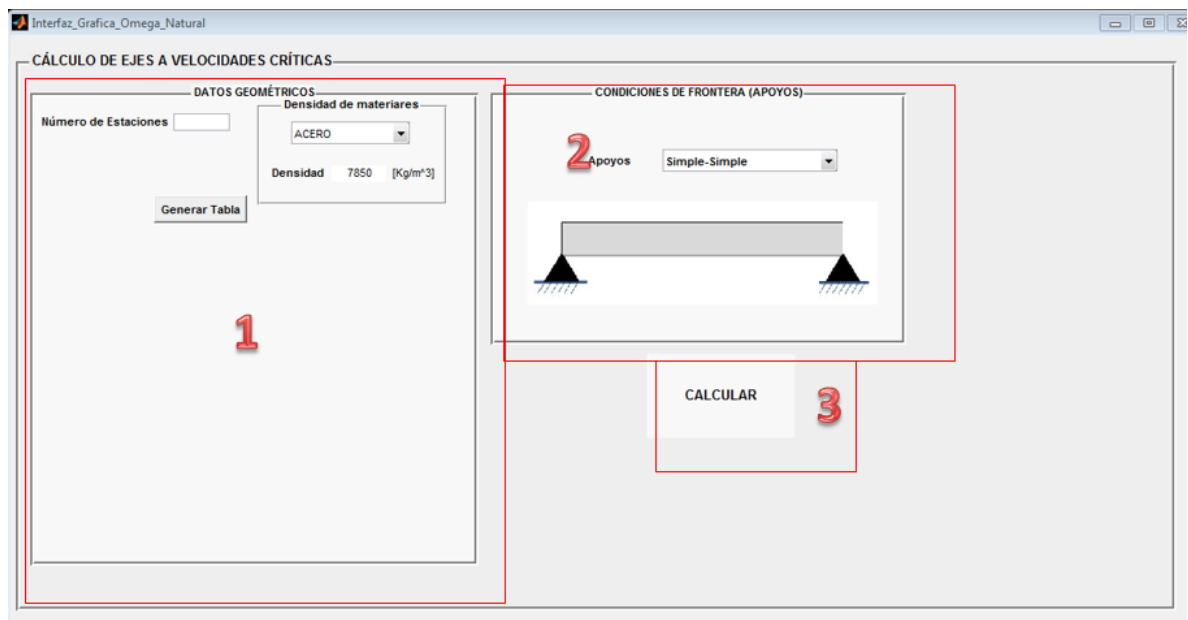 Interfaz_Grafica_Omega_Natural
CÁLCULO DE EJES A VELOCIDADES CRÍTICAS
DATOS GEOMÉTRICOS
Número de Estaciones
Densidad de materiares
ACERO
Densidad 7850 [Kg/m^3]
Generar Tabla
1
CONDICIONES DE FRONTERA (APOYOS)
2
Apoyos Simple-Simple
CALCULAR
3